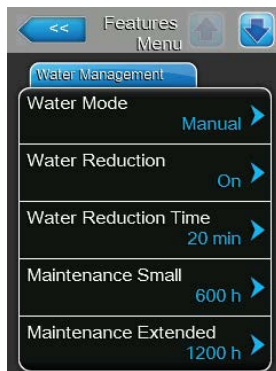 <<
Features
Menu
Water Management
Water Mode
Manual
Water Reduction
On
Water Reduction Time
20 min
Maintenance Small
600 h
Maintenance Extended
1200 h